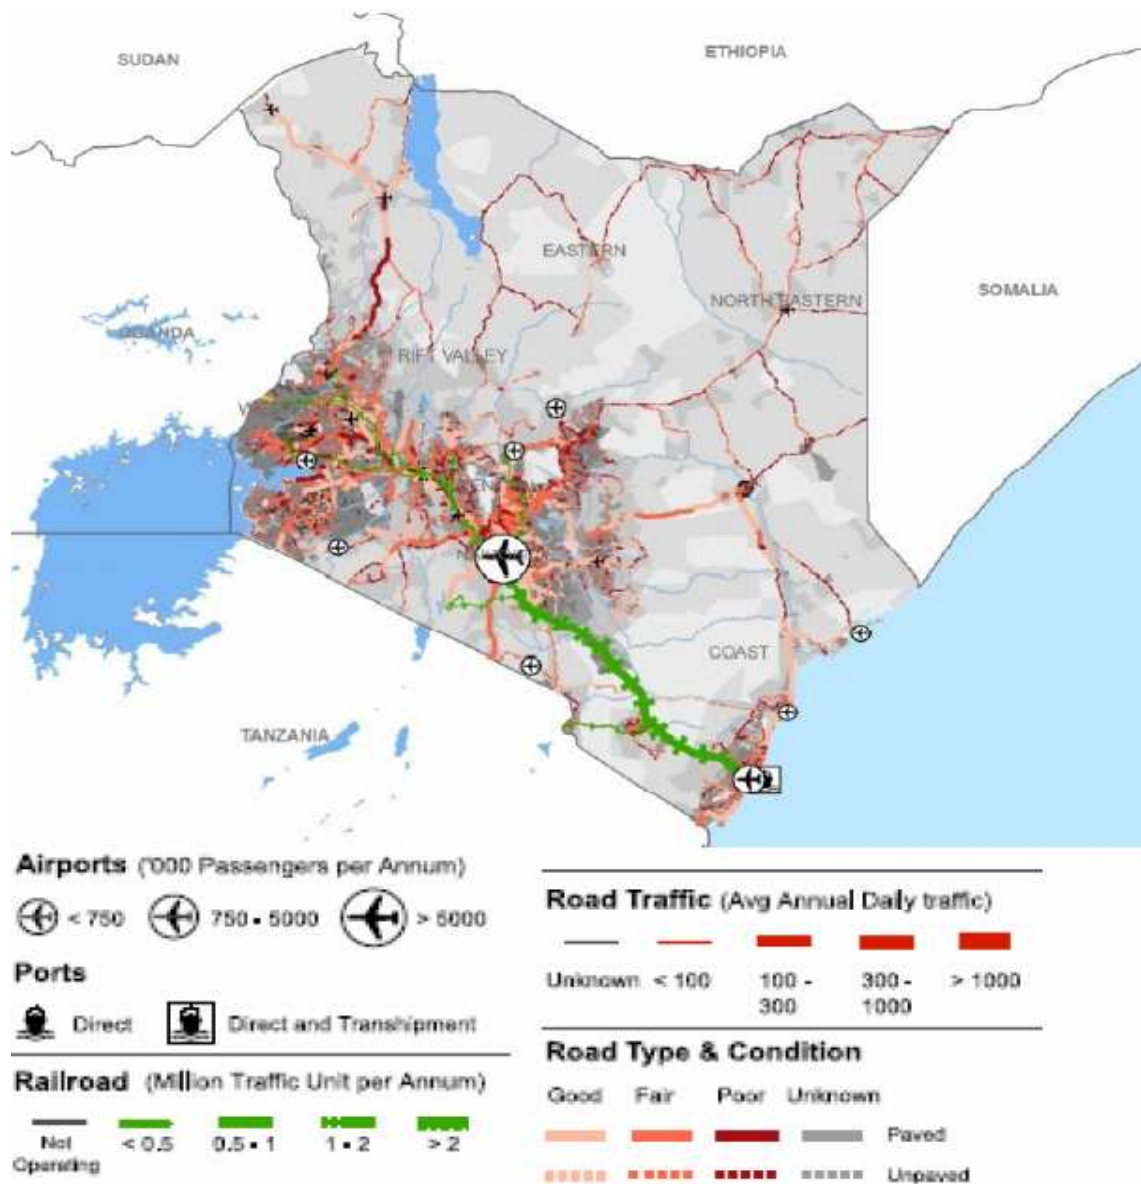 SUDAN
ETHIOPIA
EASTERN
NORTH EASTERN
SOMALIA
UGANDA
RIFT VALLEY
COAST
TANZANIA
Airports ('000 Passengers per Annum)
< 750
750 - 5000
> 5000
Ports
Direct
Direct and Transhipment
Railroad (Million Traffic Unit per Annum)
Not Operating
< 0.5
0.5 - 1
1 - 2
> 2
Road Traffic (Avg Annual Daily traffic)
Unknown
< 100
100 - 300
300 - 1000
> 1000
Road Type & Condition
Good Fair Poor Unknown
Paved
Unpaved